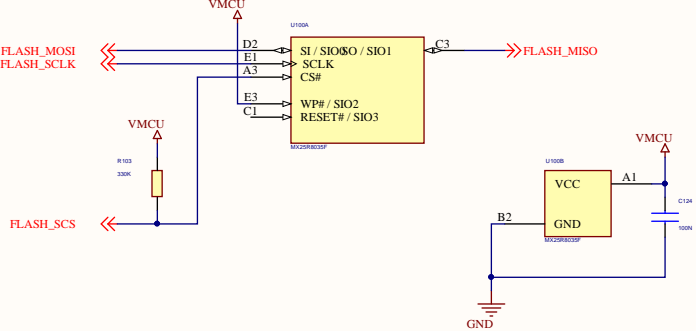 VMCU
U100A
FLASH_MOSI
D2
SI / SIO0
SO / SIO1
C3
FLASH_MISO
FLASH_SCLK
E1
SCLK
A3
CS#
E3
WP# / SIO2
C1
RESET# / SIO3
MX25R8035F
VMCU
R103
330K
FLASH_SCS
VMCU
U100B
VCC
A1
C124
100N
B2
GND
MX25R8035F
GND